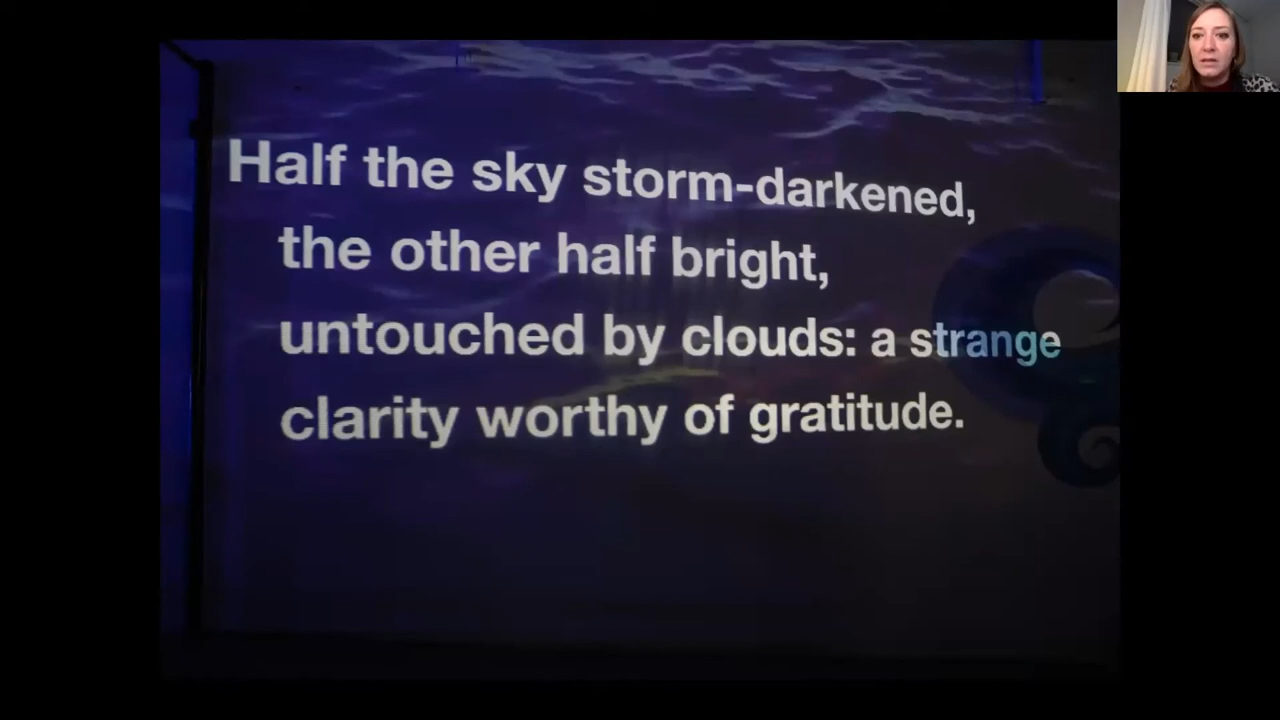 Half the sky storm-darkened,
the other half bright,
untouched by clouds: a strange
clarity worthy of gratitude.